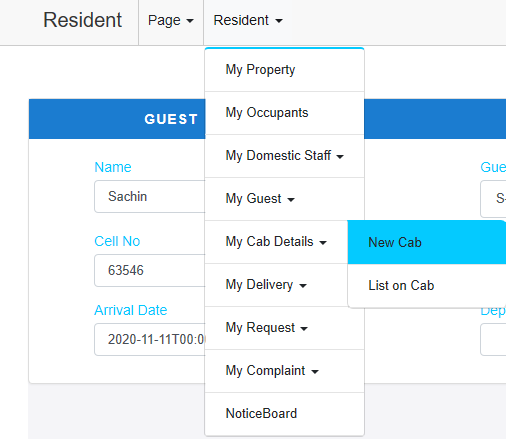 Resident Page Resident
My Property
My Occupants
My Domestic Staff
My Guest
My Cab Details
My Delivery
My Request
My Complaint
NoticeBoard
New Cab
List on Cab
GUEST
Name
Sachin
Cell No
63546
Arrival Date
2020-11-11T00:0
Gue
S-
Dep